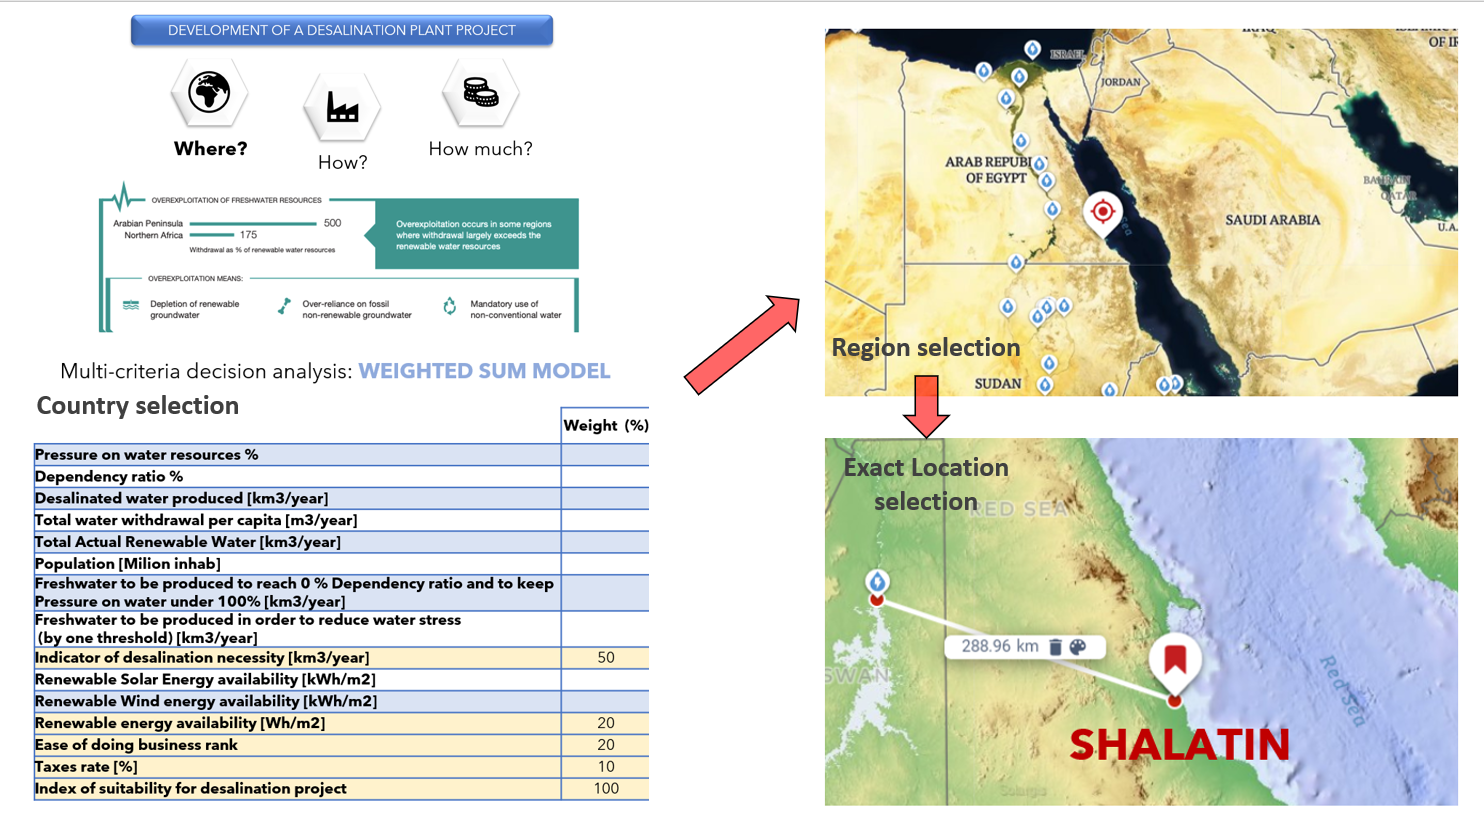 DEVELOPMENT OF A DESALINATION PLANT PROJECT
Where?
How?
How much?
OVEREXPLOITATION OF FRESHWATER RESOURCES
Arabian Peninsula 500
Northern Africa 175
Withdrawal as % of renewable water resources
Overexploitation occurs in some regions
where withdrawal largely exceeds the
renewable water resources
OVEREXPLOITATION MEANS:
Depletion of renewable
groundwater
Over-reliance on fossil
non-renewable groundwater
Mandatory use of
non-conventional water
Multi-criteria decision analysis: WEIGHTED SUM MODEL
Country selection
Weight (%)
Pressure on water resources %
Dependency ratio %
Desalinated water produced [km3/year]
Total water withdrawal per capita [m3/year]
Total Actual Renewable Water [km3/year]
Population [Milion inhab]
Freshwater to be produced to reach 0 % Dependency ratio and to keep
Pressure on water under 100% [km3/year]
Freshwater to be produced in order to reduce water stress
(by one threshold) [km3/year]
Indicator of desalination necessity [km3/year] 50
Renewable Solar Energy availability [kWh/m2]
Renewable Wind energy availability [kWh/m2]
Renewable energy availability [Wh/m2] 20
Ease of doing business rank 20
Taxes rate [%] 10
Index of suitability for desalination project 100
ISRAEL
JORDAN
OF IR
ARAB REPUBI
OF EGYPT
SAUDI ARABIA
BAHRAIN
QATAR
U.A.
ea
Region selection
SUDAN
Exact Location
selection
RED SEA
288.96 km
SWAN
Red Sea
SHALATIN
Solargis